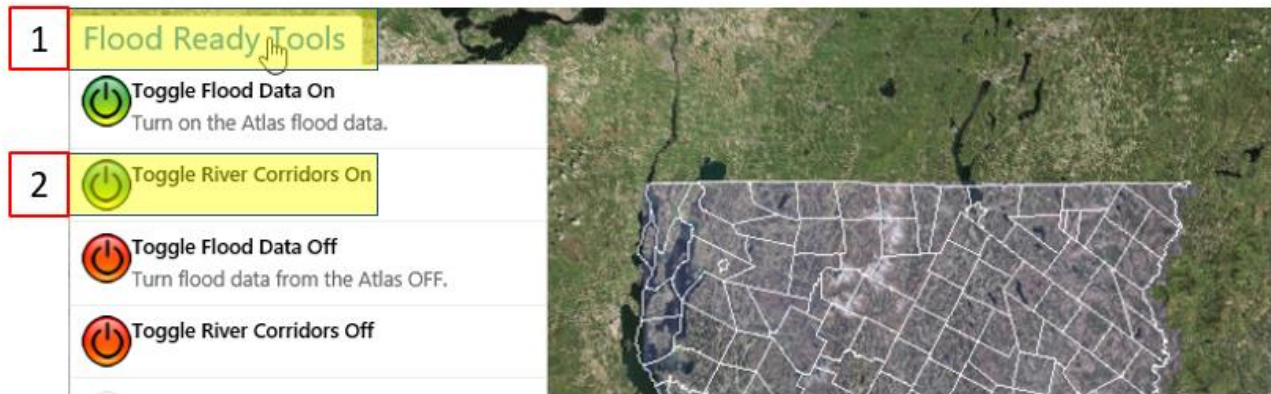 1
Flood Ready Tools
Toggle Flood Data On
Turn on the Atlas flood data.
2
Toggle River Corridors On
Toggle Flood Data Off
Turn flood data from the Atlas OFF.
Toggle River Corridors Off